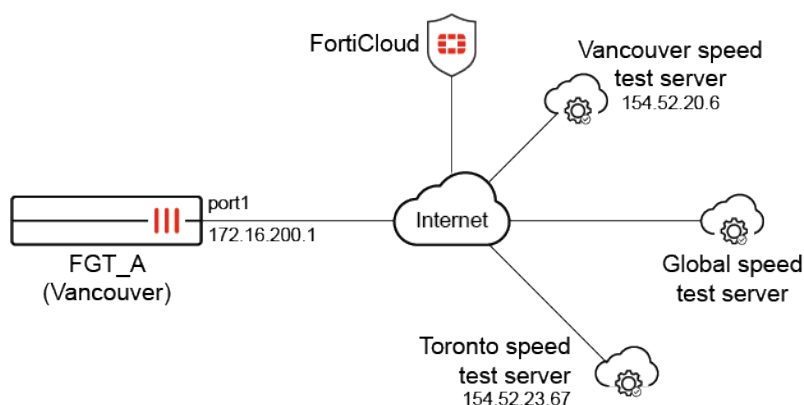 FortiCloud
Vancouver speed
test server
154.52.20.6
port1
172.16.200.1
Internet
FGT_A
(Vancouver)
Global speed
test server
Toronto speed
test server
154.52.23.67